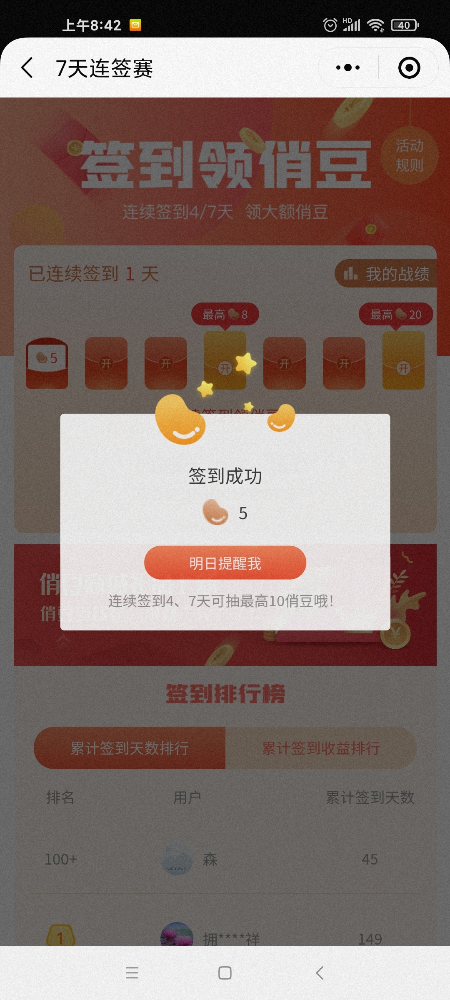 上午8:42
HD
40
7天连签赛
签到领俏豆
活动
规则
连续签到4/7天 领大额俏豆
已连续签到 1 天
我的战绩
最高 8
最高 20
5
开
开
开
开
开
开
签到成功
5
明日提醒我
连续签到4、7天可抽最高10俏豆哦!
签到排行榜
累计签到天数排行
累计签到收益排行
排名 用户 累计签到天数
100+ 森 45
1 拥****祥 149